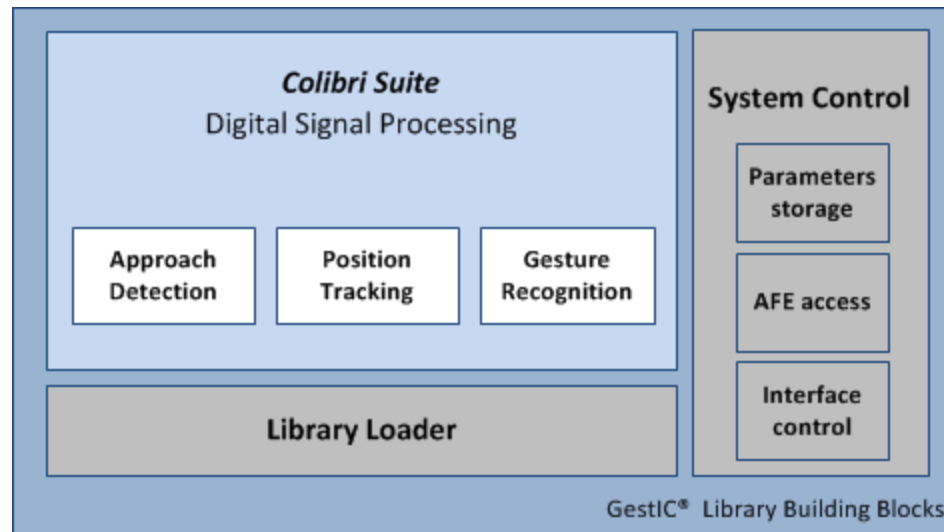 Colibri Suite
Digital Signal Processing
Approach
Detection
Position
Tracking
Gesture
Recognition
Library Loader
System Control
Parameters
storage
AFE access
Interface
control
GestIC® Library Building Blocks